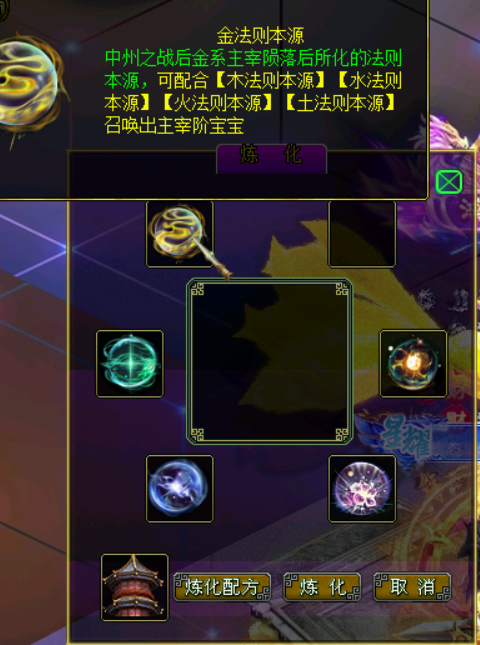 金法则本源
中州之战后金系主宰陨落后所化的法则
本源，可配合【木法则本源】【水法则
本源】【火法则本源】【土法则本源】
召唤出主宰阶宝宝
炼 化
星耀
炼化配方
炼 化
取 消